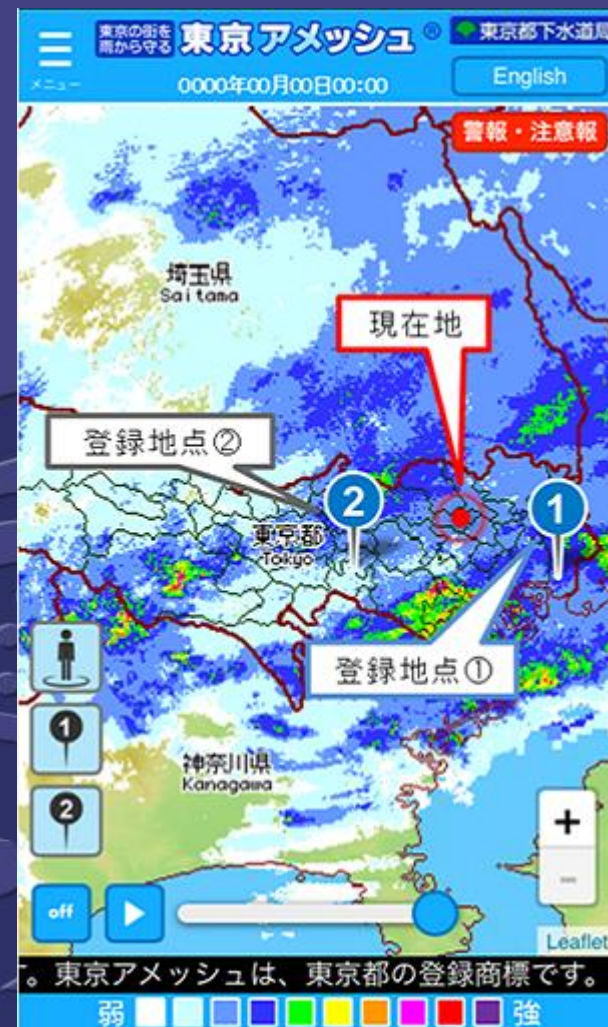 東京の街を
雨から守る
東京アメッシュ®
東京都下水道局
メニュー
0000年00月00日00:00
English
警報・注意報
埼玉県
Saitama
現在地
登録地点②
2
1
東京都
Tokyo
登録地点①
1
神奈川県
Kanagawa
2
+
-
off
Leaflet
す。東京アメッシュは、東京都の登録商標です。
弱
強